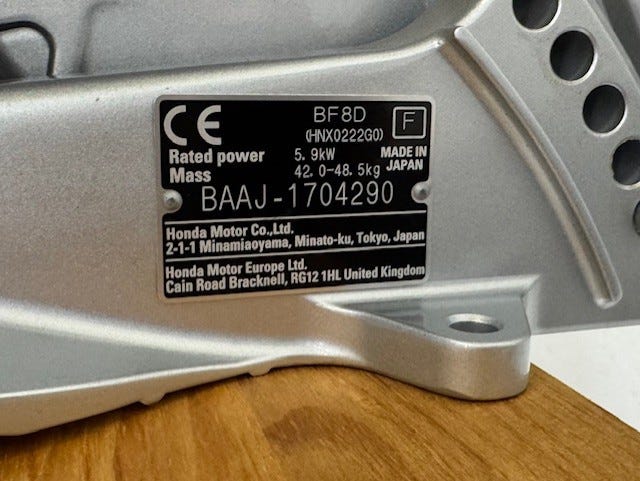 CE
BF8D
(HNX0222G0)
F
Rated power 5.9kW
Mass 42.0-48.5kg
MADE IN
JAPAN
BAAJ-1704290
Honda Motor Co.,Ltd.
2-1-1 Minamiaoyama, Minato-ku, Tokyo, Japan
Honda Motor Europe Ltd.
Cain Road Bracknell, RG12 1HL United Kingdom